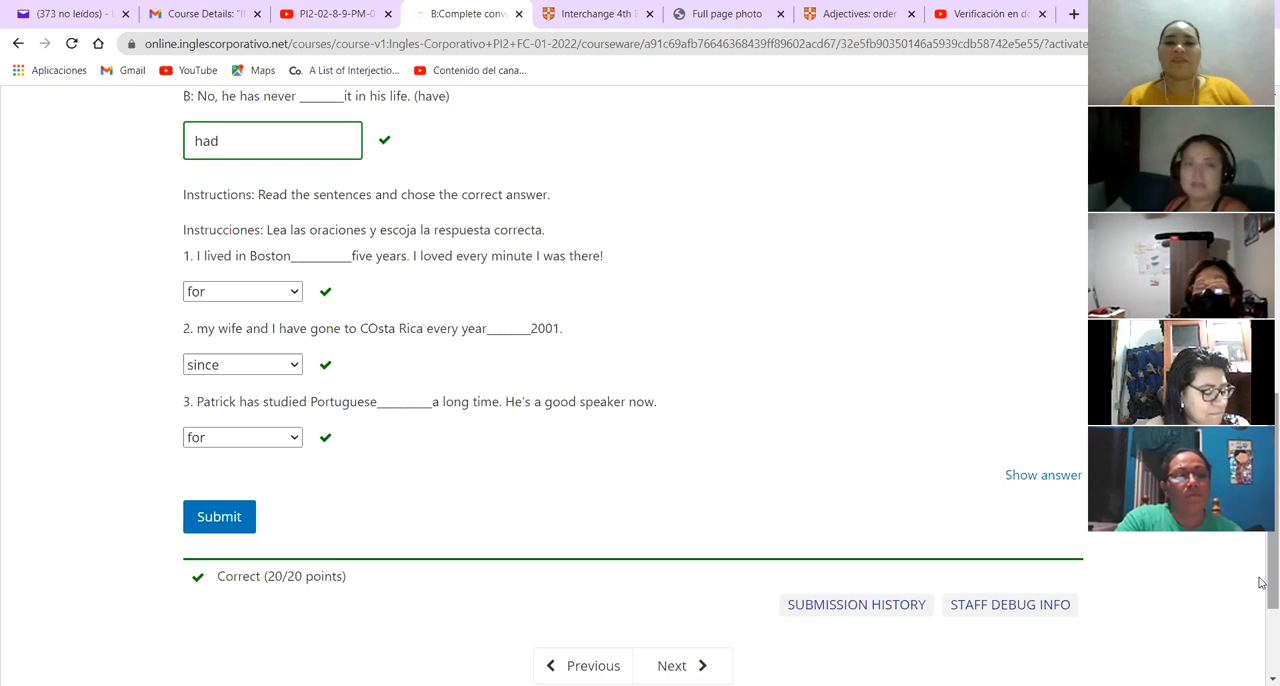 (373 no leídos) -
Course Details: "I
PI2-02-8-9-PM-0
B:Complete conv
Interchange 4th E
Full page photo
Adjectives: order
Verificación en do
online.inglescorporativo.net/courses/course-v1:Ingles-Corporativo+PI2+FC-01-2022/courseware/a91c69afb76646368439ff89602acd67/32e5fb90350146a5939cdb58742e5e55/?activate
Aplicaciones
Gmail
YouTube
Maps
Co. A List of Interjectio...
Contenido del cana...
B: No, he has never ________it in his life. (have)
had
Instructions: Read the sentences and chose the correct answer.
Instrucciones: Lea las oraciones y escoja la respuesta correcta.
1. I lived in Boston___________five years. I loved every minute I was there!
for
2. my wife and I have gone to COsta Rica every year________2001.
since
3. Patrick has studied Portuguese__________a long time. He's a good speaker now.
for
Show answer
Submit
Correct (20/20 points)
SUBMISSION HISTORY
STAFF DEBUG INFO
Previous
Next